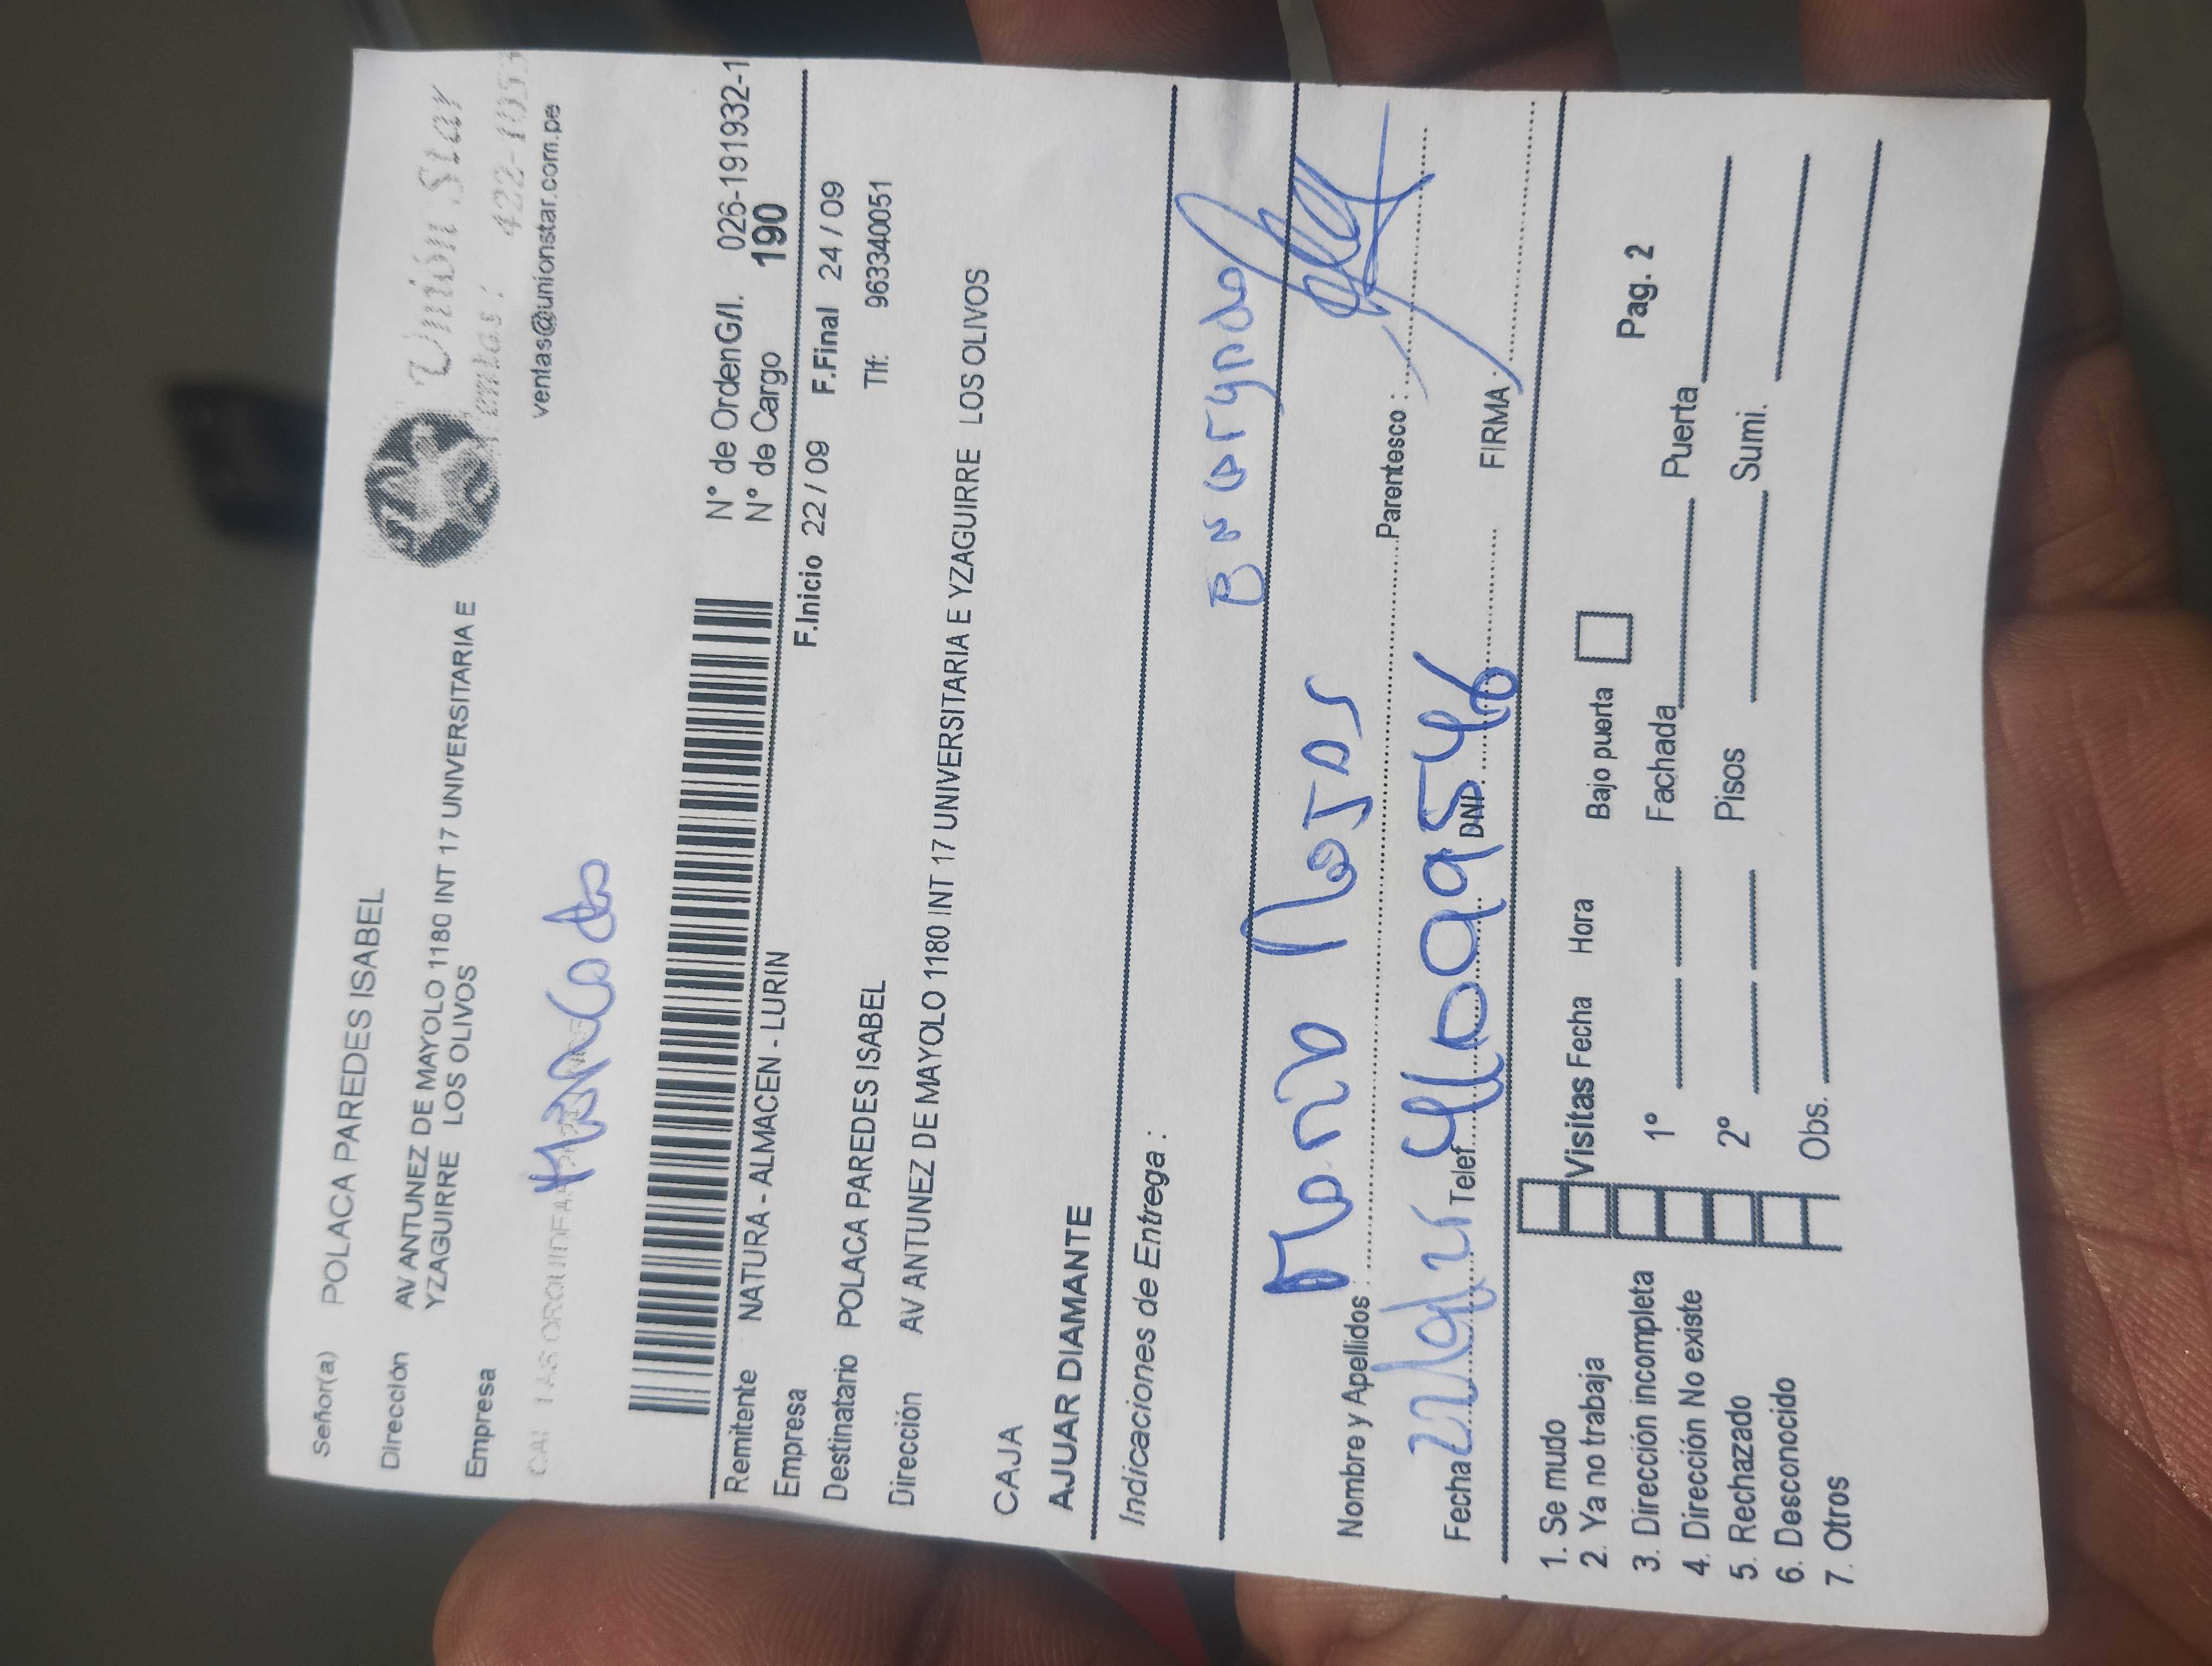 Señor(a) POLACA PAREDES ISABEL
Dirección AV ANTUNEZ DE MAYOLO 1180 INT 17 UNIVERSITARIA E
YZAGUIRRE LOS OLIVOS
Empresa
Unión Star
422-105
ventas@unionstar.com.pe
N° de OrdenG/I. 026-191932-1
N° de Cargo 190
Remitente NATURA - ALMACEN - LURIN
F.Inicio 22 / 09 F.Final 24 / 09
Empresa
Destinatario POLACA PAREDES ISABEL Tlf: 963340051
Dirección AV ANTUNEZ DE MAYOLO 1180 INT 17 UNIVERSITARIA E YZAGUIRRE LOS OLIVOS
CAJA
AJUAR DIAMANTE
Indicaciones de Entrega :
Nombre y Apellidos : Parentesco :
Fecha Telef. DNI FIRMA
1. Se mudo
2. Ya no trabaja
3. Dirección incompleta
4. Dirección No existe
5. Rechazado
6. Desconocido
7. Otros
Visitas Fecha Hora Bajo puerta
1º Fachada Puerta
2º Pisos Sumi.
Obs.
Pag. 2